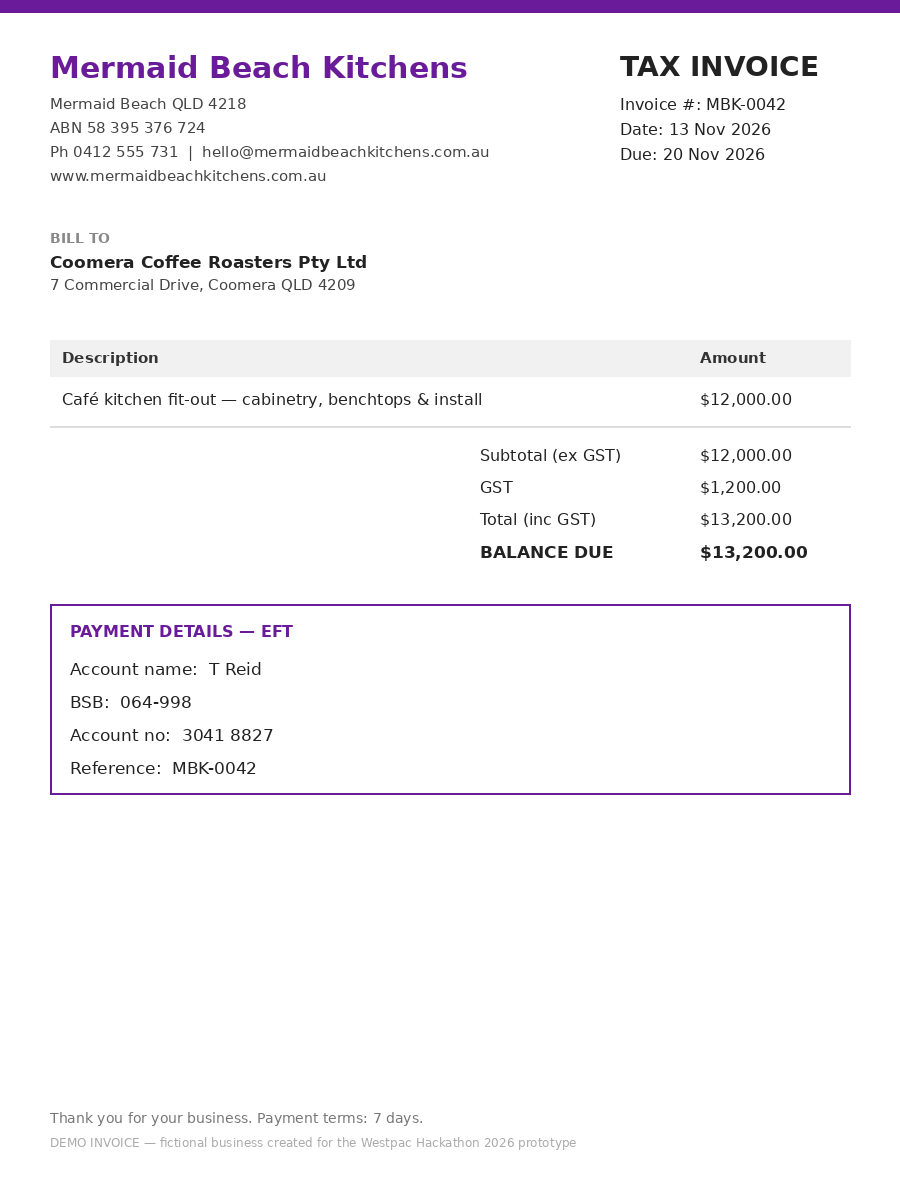 Mermaid Beach Kitchens
Mermaid Beach QLD 4218
ABN 58 395 376 724
Ph 0412 555 731 | hello@mermaidbeachkitchens.com.au
www.mermaidbeachkitchens.com.au
TAX INVOICE
Invoice #: MBK-0042
Date: 13 Nov 2026
Due: 20 Nov 2026
BILL TO
Coomera Coffee Roasters Pty Ltd
7 Commercial Drive, Coomera QLD 4209
Description Amount
Café kitchen fit-out — cabinetry, benchtops & install $12,000.00
Subtotal (ex GST) $12,000.00
GST $1,200.00
Total (inc GST) $13,200.00
BALANCE DUE $13,200.00
PAYMENT DETAILS — EFT
Account name: T Reid
BSB: 064-998
Account no: 3041 8827
Reference: MBK-0042
Thank you for your business. Payment terms: 7 days.
DEMO INVOICE — fictional business created for the Westpac Hackathon 2026 prototype